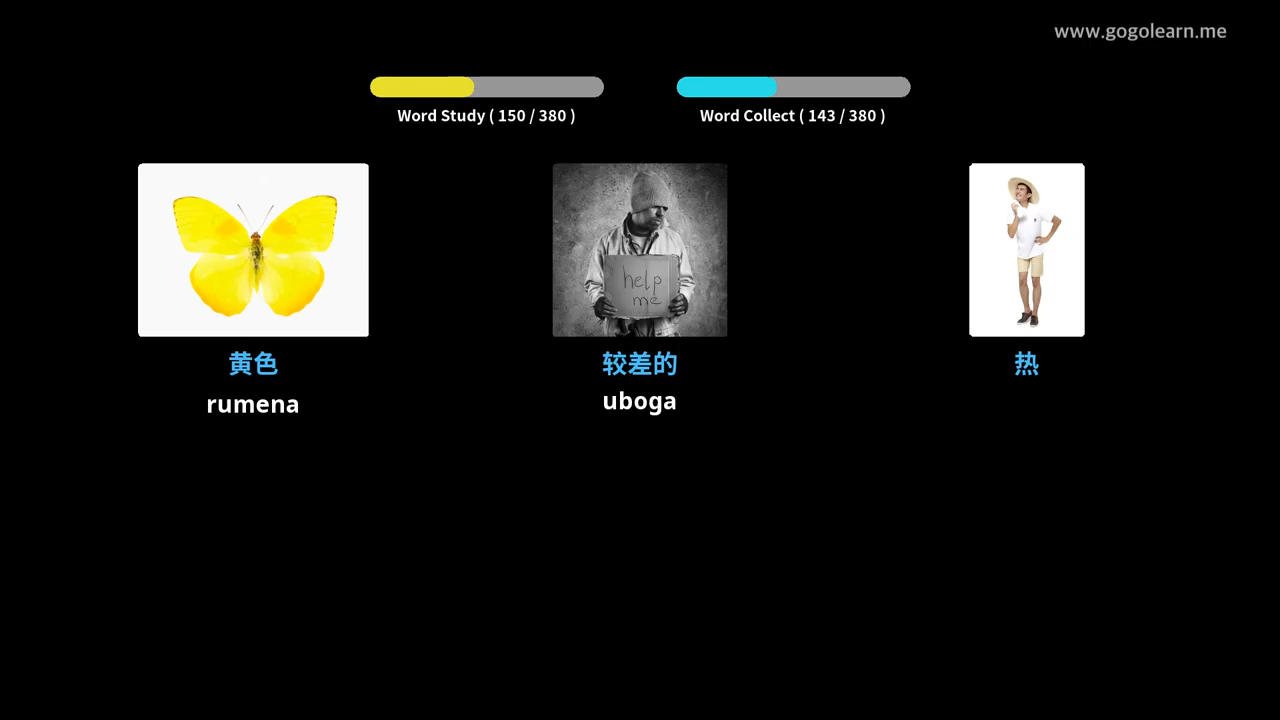 www.gogolearn.me
Word Study ( 150 / 380 )
Word Collect ( 143 / 380 )
help
me
黄色
较差的
热
rumena
uboga